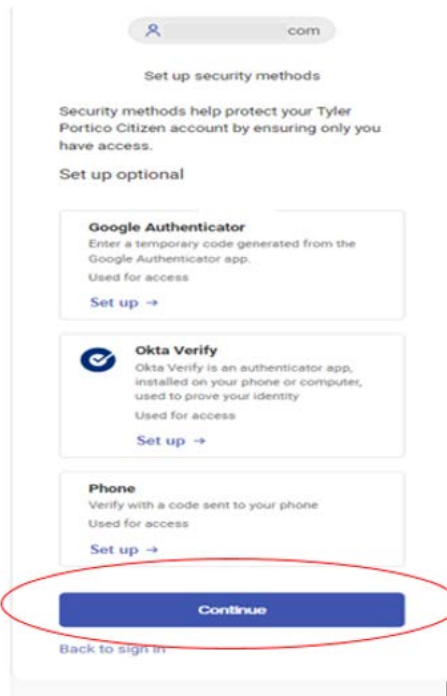 com
Set up security methods
Security methods help protect your Tyler
Portico Citizen account by ensuring only you
have access.
Set up optional
Google Authenticator
Enter a temporary code generated from the
Google Authenticator app.
Used for access
Set up →
Okta Verify
Okta Verify is an authenticator app,
installed on your phone or computer,
used to prove your identity
Used for access
Set up →
Phone
Verify with a code sent to your phone
Used for access
Set up →
Continue
Back to sign in